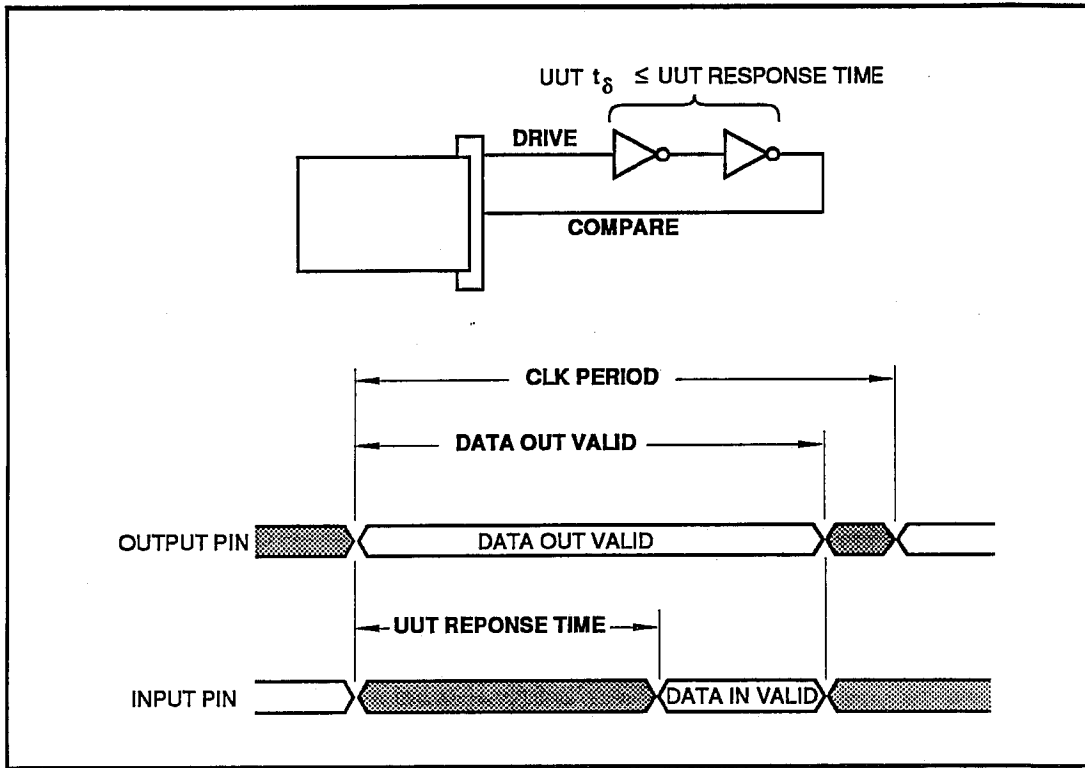 UUT tδ ≤ UUT RESPONSE TIME
DRIVE
COMPARE
CLK PERIOD
DATA OUT VALID
OUTPUT PIN DATA OUT VALID
UUT REPONSE TIME
INPUT PIN DATA IN VALID